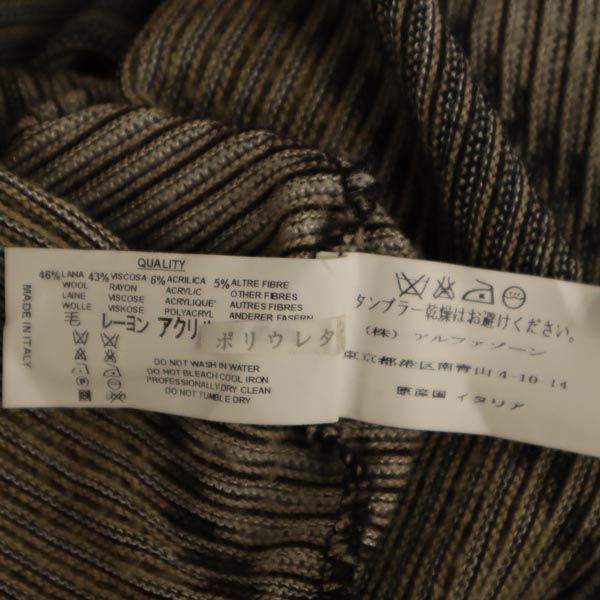 MADE IN ITALY
QUALITY
46% LANA 43% VISCOSA 6% ACRILICA 5% ALTRE FIBRE
WOOL RAYON ACRYLIC OTHER FIBRES
LAINE VISCOSE ACRYLIQUE AUTRES FIBRES
WOLLE VISKOSE POLYACRYL ANDERER FASERN
毛 レーヨン アクリル ポリウレタ
DO NOT WASH IN WATER
DO NOT BLEACH COOL IRON
PROFESSIONALLY DRY CLEAN
DO NOT TUMBLE DRY
タンブラー乾燥はお避けください。
(株) アルファゾーン
東京都港区南青山4-10-14
原産国 イタリア